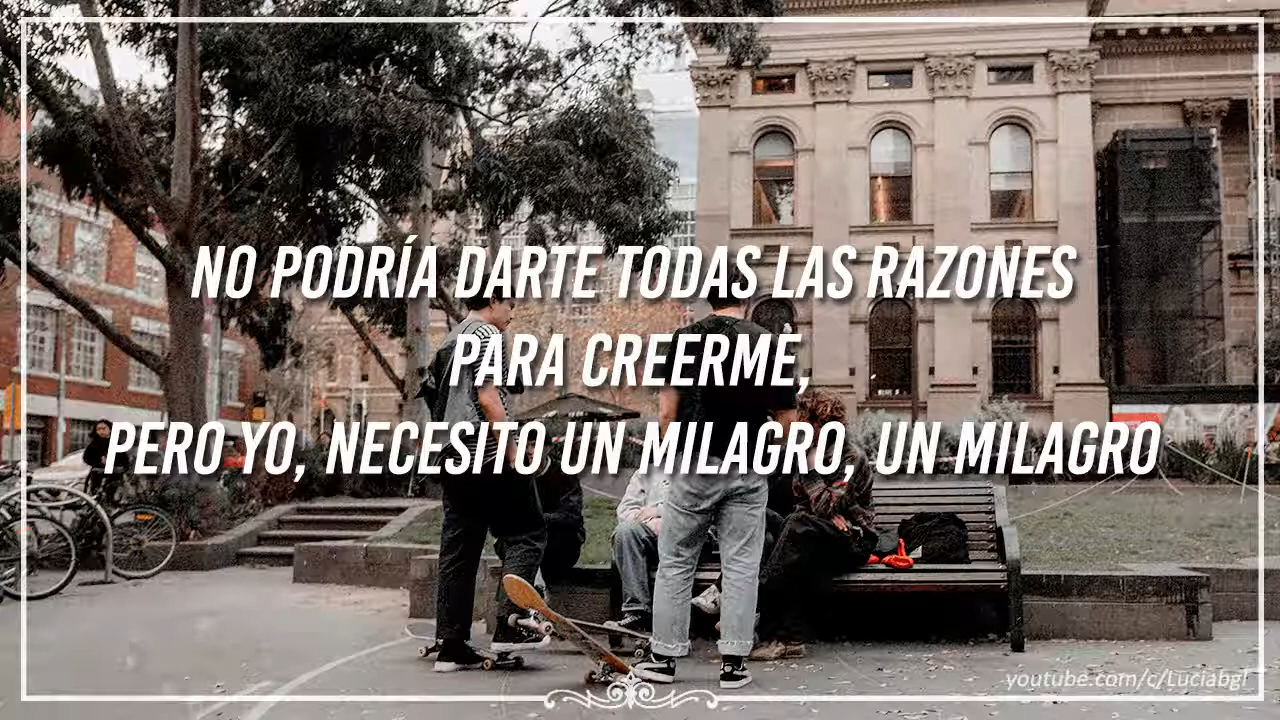 NO PODRÍA DARTE TODAS LAS RAZONES
PARA CREERME,
PERO YO, NECESITO UN MILAGRO, UN MILAGRO
youtube.com/c/Luciabgl